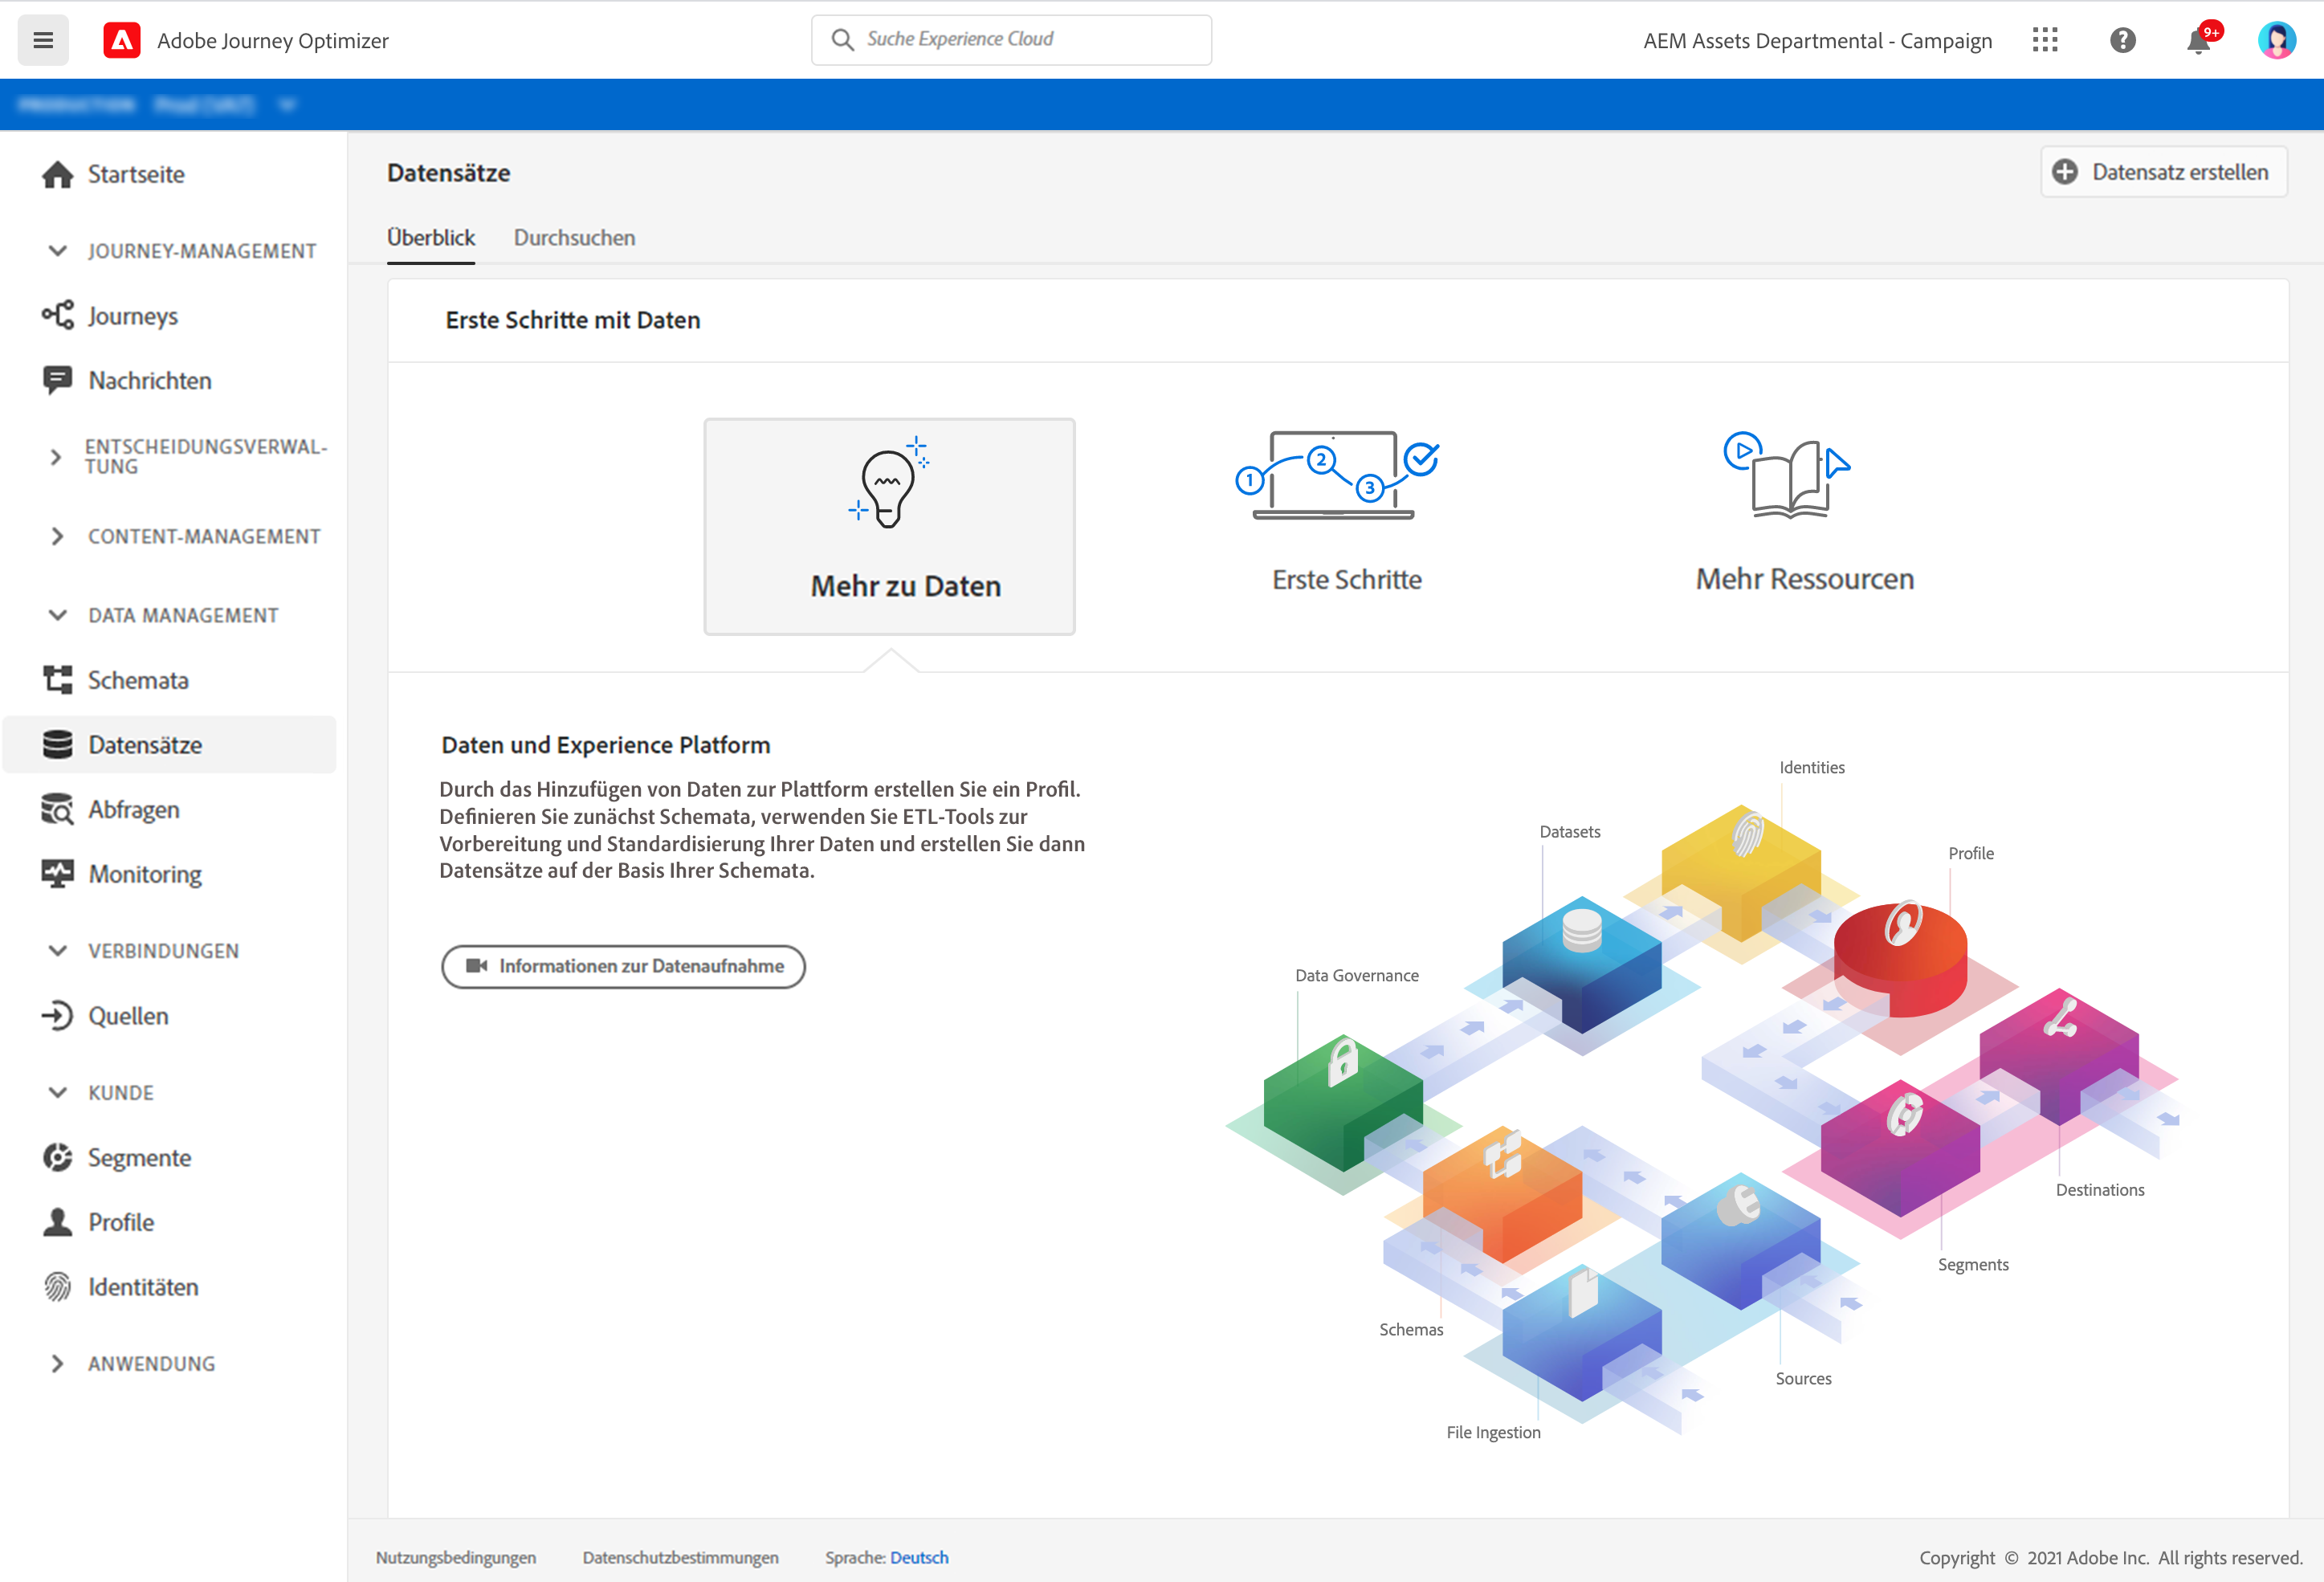 Adobe Journey Optimizer
Suche Experience Cloud
AEM Assets Departmental - Campaign
9+
Startseite
JOURNEY-MANAGEMENT
Journeys
Nachrichten
ENTSCHEIDUNGSVERWAL-
TUNG
CONTENT-MANAGEMENT
DATA MANAGEMENT
Schemata
Datensätze
Abfragen
Monitoring
VERBINDUNGEN
Quellen
KUNDE
Segmente
Profile
Identitäten
ANWENDUNG
Datensätze
Datensatz erstellen
Überblick
Durchsuchen
Erste Schritte mit Daten
Mehr zu Daten
1
2
3
Erste Schritte
Mehr Ressourcen
Daten und Experience Platform
Durch das Hinzufügen von Daten zur Plattform erstellen Sie ein Profil.
Definieren Sie zunächst Schemata, verwenden Sie ETL-Tools zur
Vorbereitung und Standardisierung Ihrer Daten und erstellen Sie dann
Datensätze auf der Basis Ihrer Schemata.
Informationen zur Datenaufnahme
Identities
Datasets
Profile
Data Governance
Destinations
Segments
Schemas
Sources
File Ingestion
Nutzungsbedingungen
Datenschutzbestimmungen
Sprache: Deutsch
Copyright © 2021 Adobe Inc. All rights reserved.